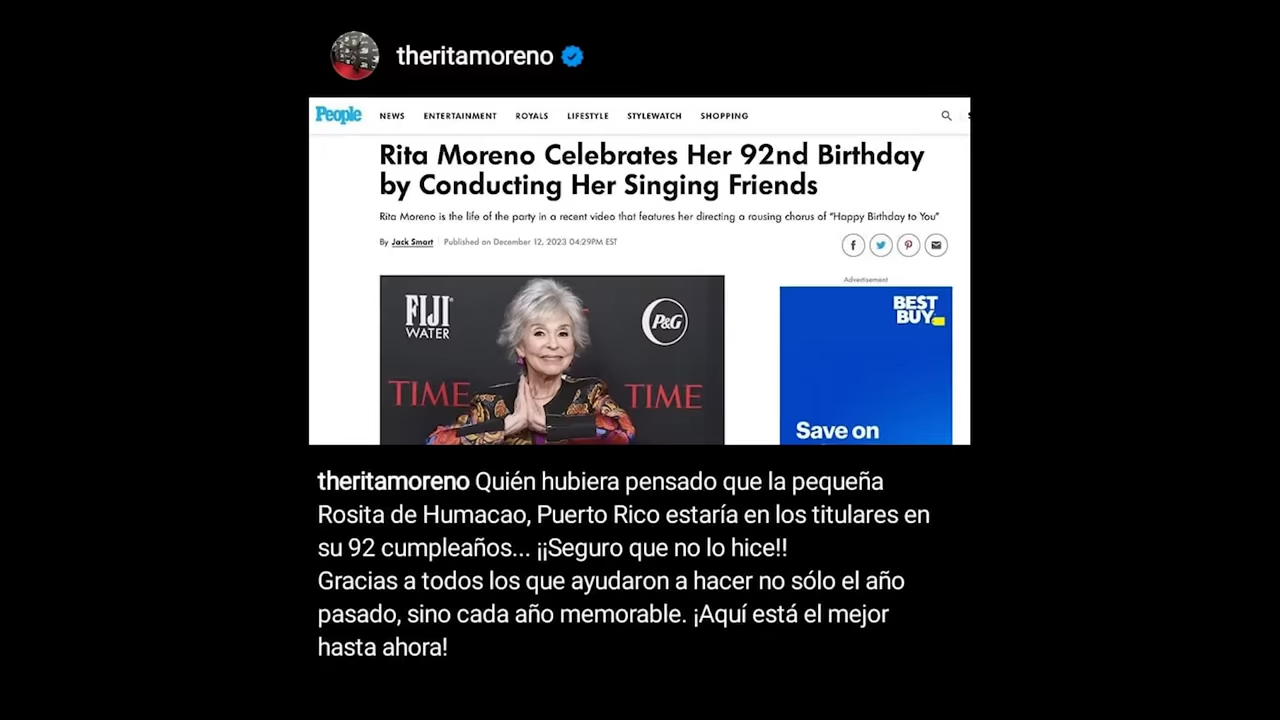 theritamoreno
People NEWS ENTERTAINMENT ROYALS LIFESTYLE STYLEWATCH SHOPPING
Rita Moreno Celebrates Her 92nd Birthday
by Conducting Her Singing Friends
Rita Moreno is the life of the party in a recent video that features her directing a rousing chorus of "Happy Birthday to You"
By Jack Smart Published on December 12, 2023 04:29PM EST
Advertisement
FIJI
WATER
P&G
BEST
BUY
TIME TIME
Save on
theritamoreno Quién hubiera pensado que la pequeña
Rosita de Humacao, Puerto Rico estaría en los titulares en
su 92 cumpleaños... ¡¡Seguro que no lo hice!!
Gracias a todos los que ayudaron a hacer no sólo el año
pasado, sino cada año memorable. ¡Aquí está el mejor
hasta ahora!